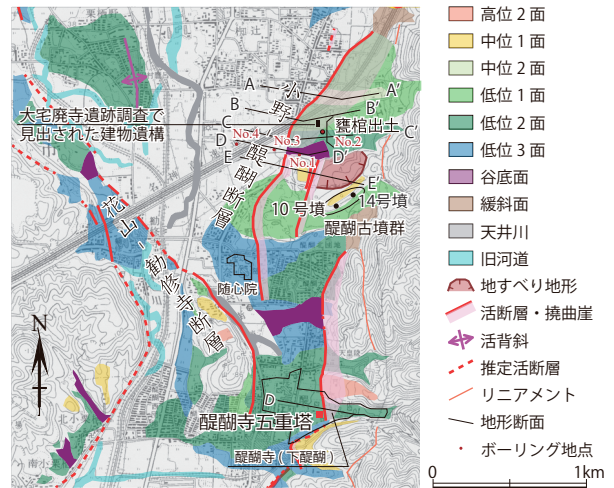 A
A'
小野
醍醐断層
B
B'
大宅廃寺遺跡調査で
見出された建物遺構
C
甕棺出土
C'
D
No.4
No.3
No.2
D'
E
No.1
E'
10 号墳
14号墳
醍醐古墳群
花山
勧修寺断層
随心院
N
D
醍醐寺五重塔
醍醐寺(下醍醐)
高位 2 面
中位 1 面
中位 2 面
低位 1 面
低位 2 面
低位 3 面
谷底面
緩斜面
天井川
旧河道
地すべり地形
活断層・撓曲崖
活背斜
推定活断層
リニアメント
地形断面
ボーリング地点
0
1km